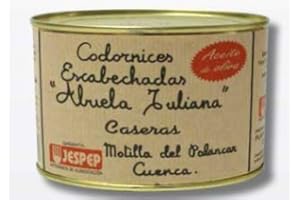 Codornices
Escabechadas
"Abuela Juliana"
Caseras
Motilla del Palancar
Cuenca.
Aceite
de oliva
JESPEP